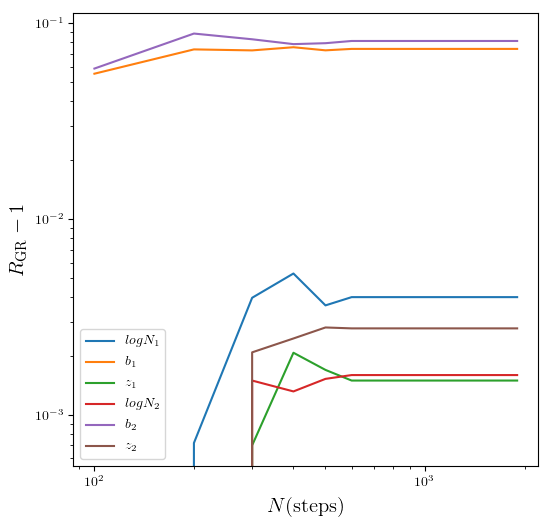 10⁻¹
10⁻²
10⁻³
R_GR − 1
logN₁
b₁
z₁
logN₂
b₂
z₂
10² 10³
N(steps)